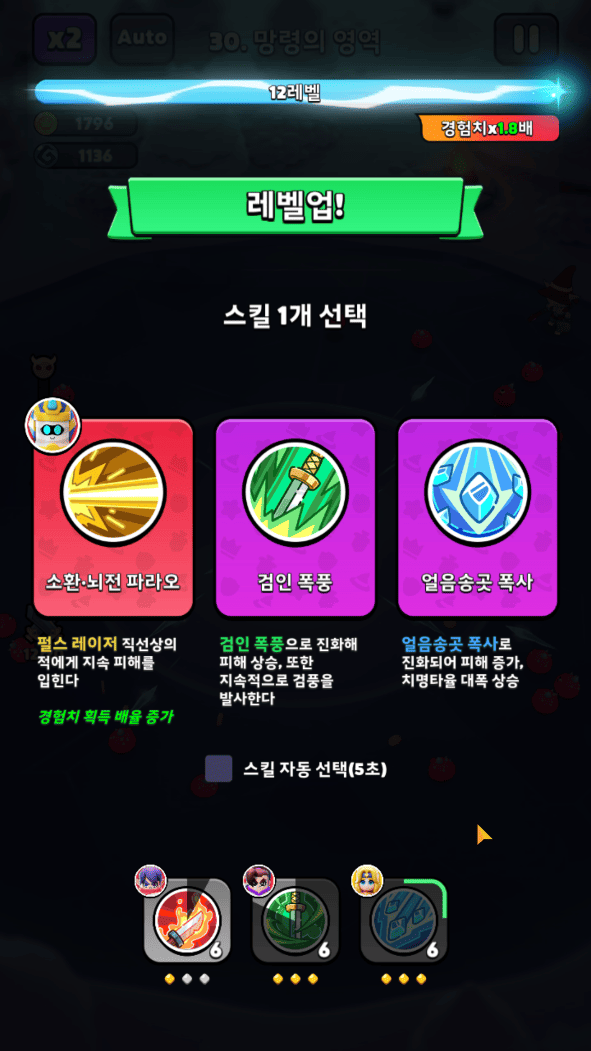 x2
Auto
30. 망령의 영역
12레벨
1796
경험치x1.8배
1136
레벨업!
스킬 1개 선택
소환·뇌전 파라오
검인 폭풍
얼음송곳 폭사
펄스 레이저 직선상의
적에게 지속 피해를
입힌다
경험치 획득 배율 증가
검인 폭풍으로 진화해
피해 상승, 또한
지속적으로 검풍을
발사한다
얼음송곳 폭사로
진화되어 피해 증가,
치명타율 대폭 상승
스킬 자동 선택(5초)
6
6
6